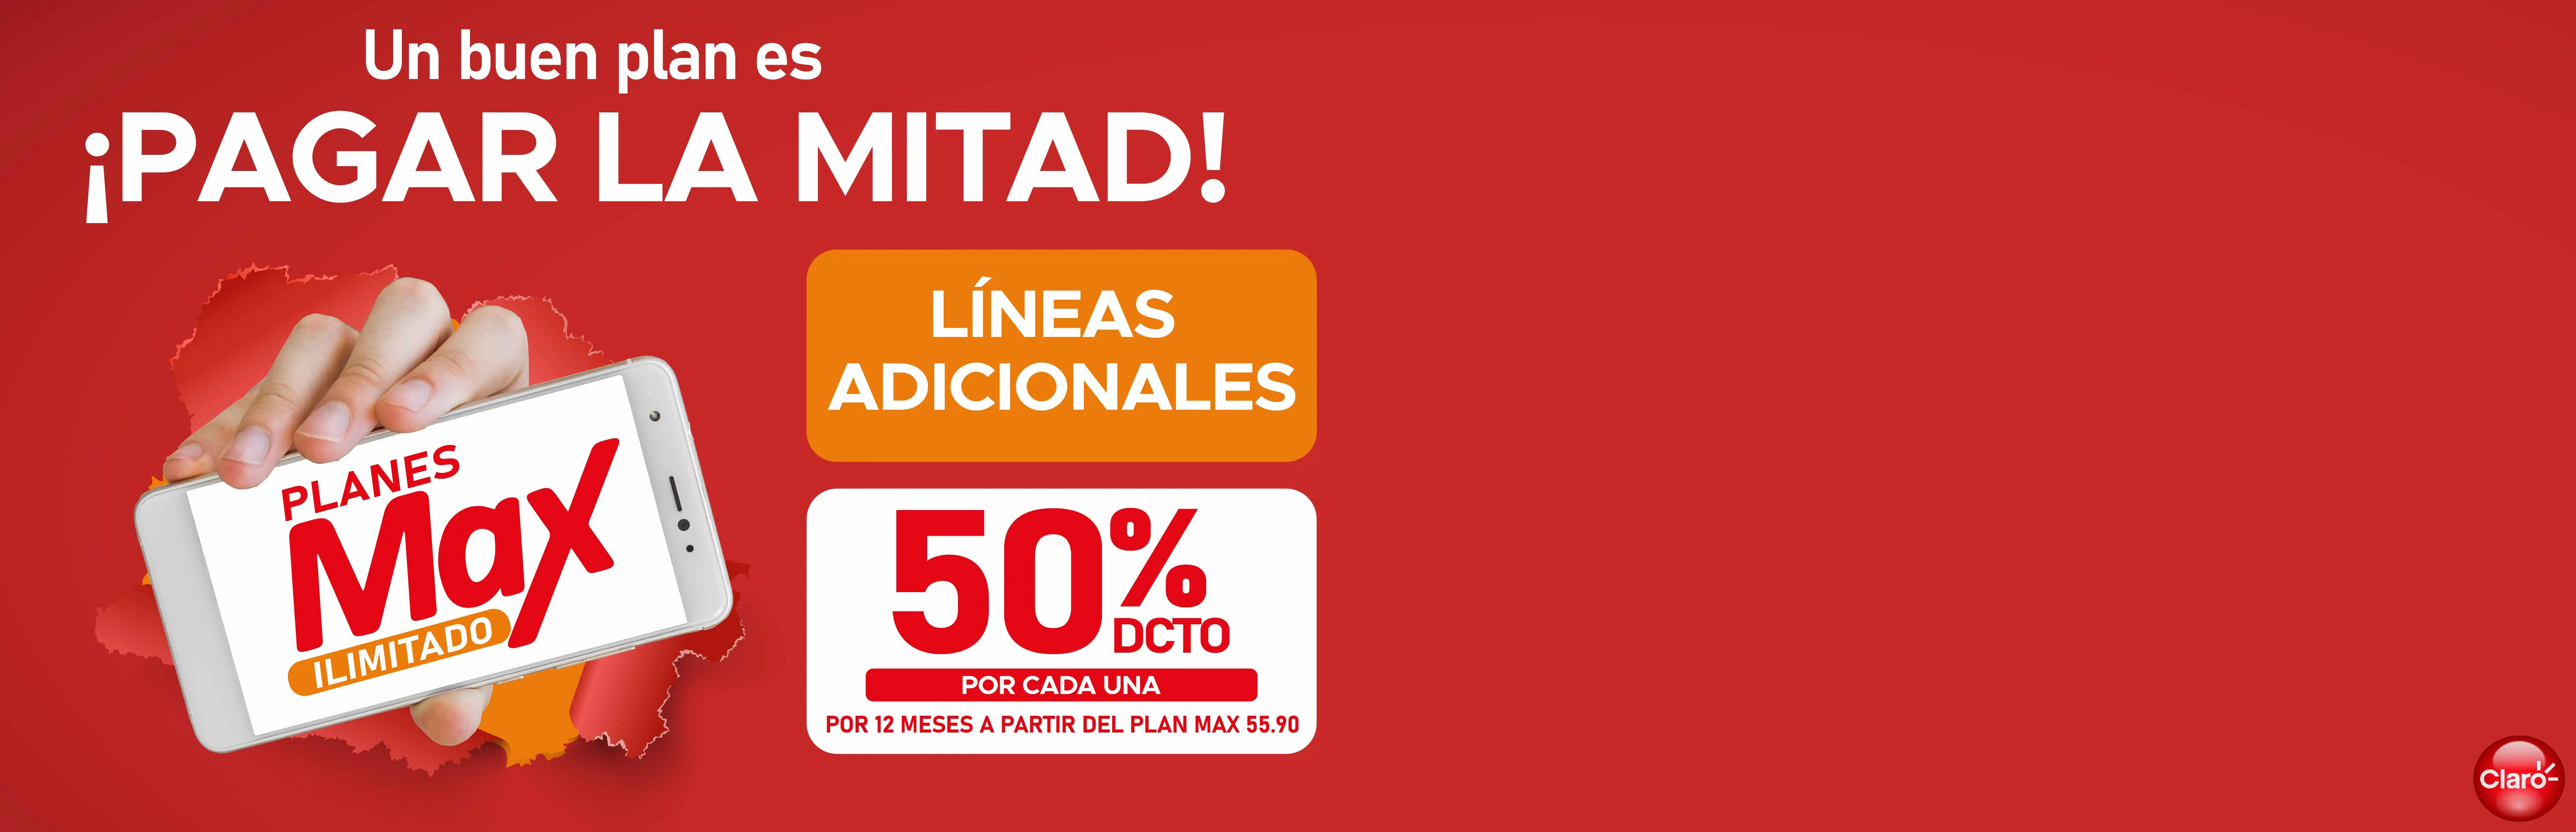 Un buen plan es
¡PAGAR LA MITAD!
PLANES
Max
ILIMITADO
LÍNEAS
ADICIONALES
50% DCTO
POR CADA UNA
POR 12 MESES A PARTIR DEL PLAN MAX 55.90
Claro